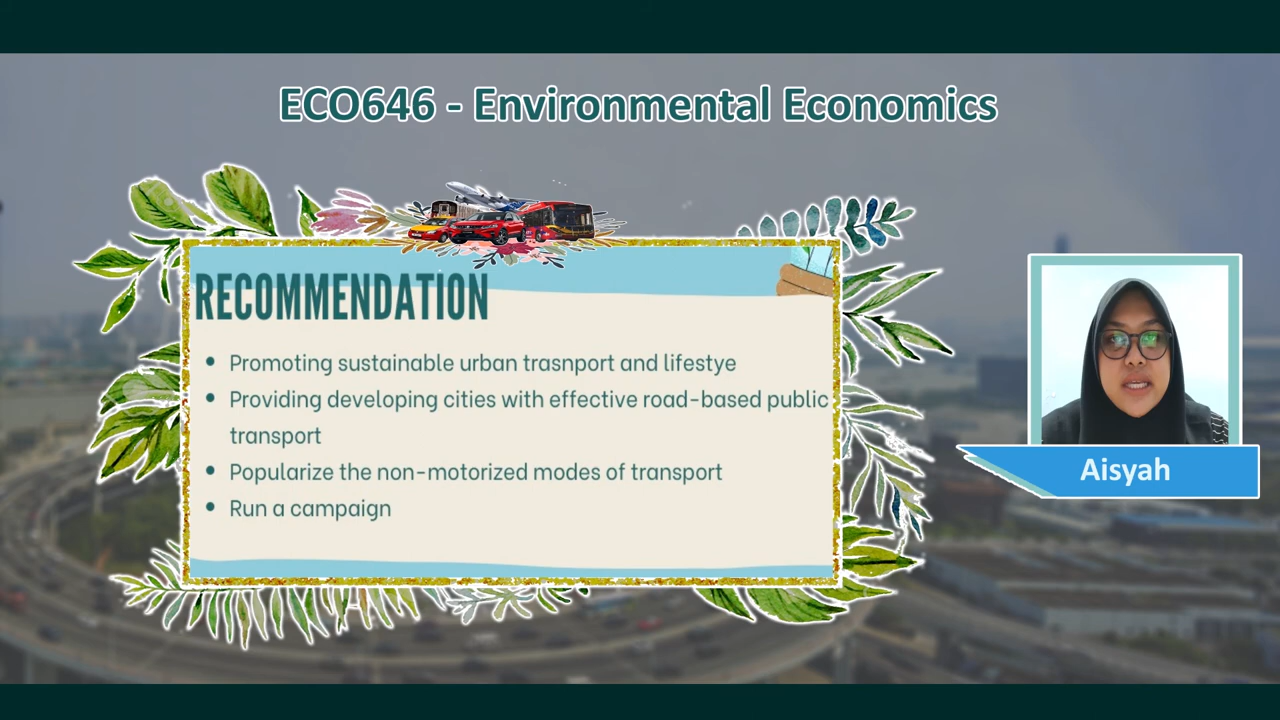 ECO646 - Environmental Economics
RECOMMENDATION
• Promoting sustainable urban trasnport and lifestye
• Providing developing cities with effective road-based public
transport
• Popularize the non-motorized modes of transport
• Run a campaign
Aisyah